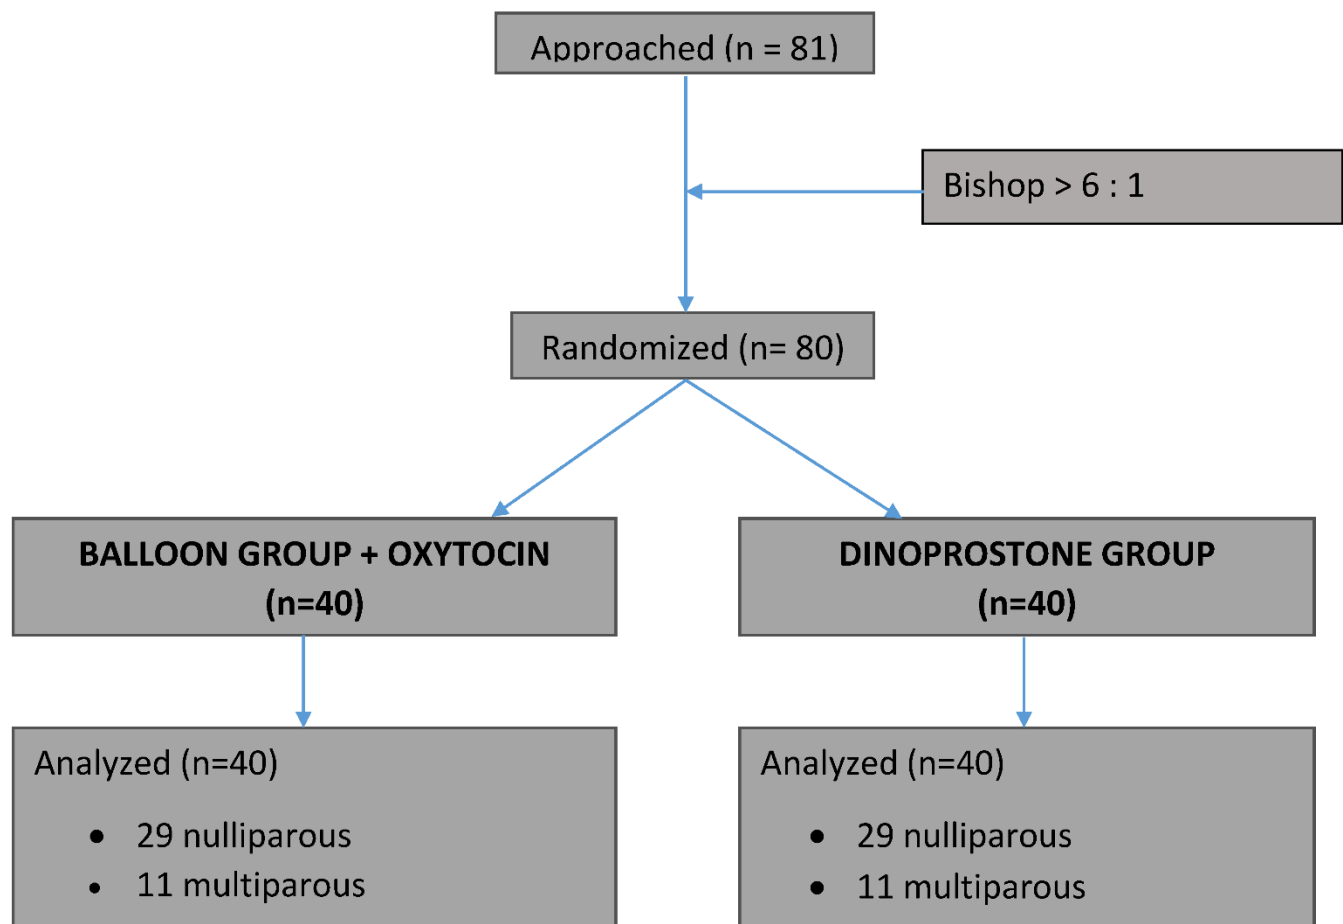 Approached (n = 81)
Bishop > 6 : 1
Randomized (n= 80)
BALLOON GROUP + OXYTOCIN
(n=40)
DINOPROSTONE GROUP
(n=40)
Analyzed (n=40)
• 29 nulliparous
• 11 multiparous
Analyzed (n=40)
• 29 nulliparous
• 11 multiparous